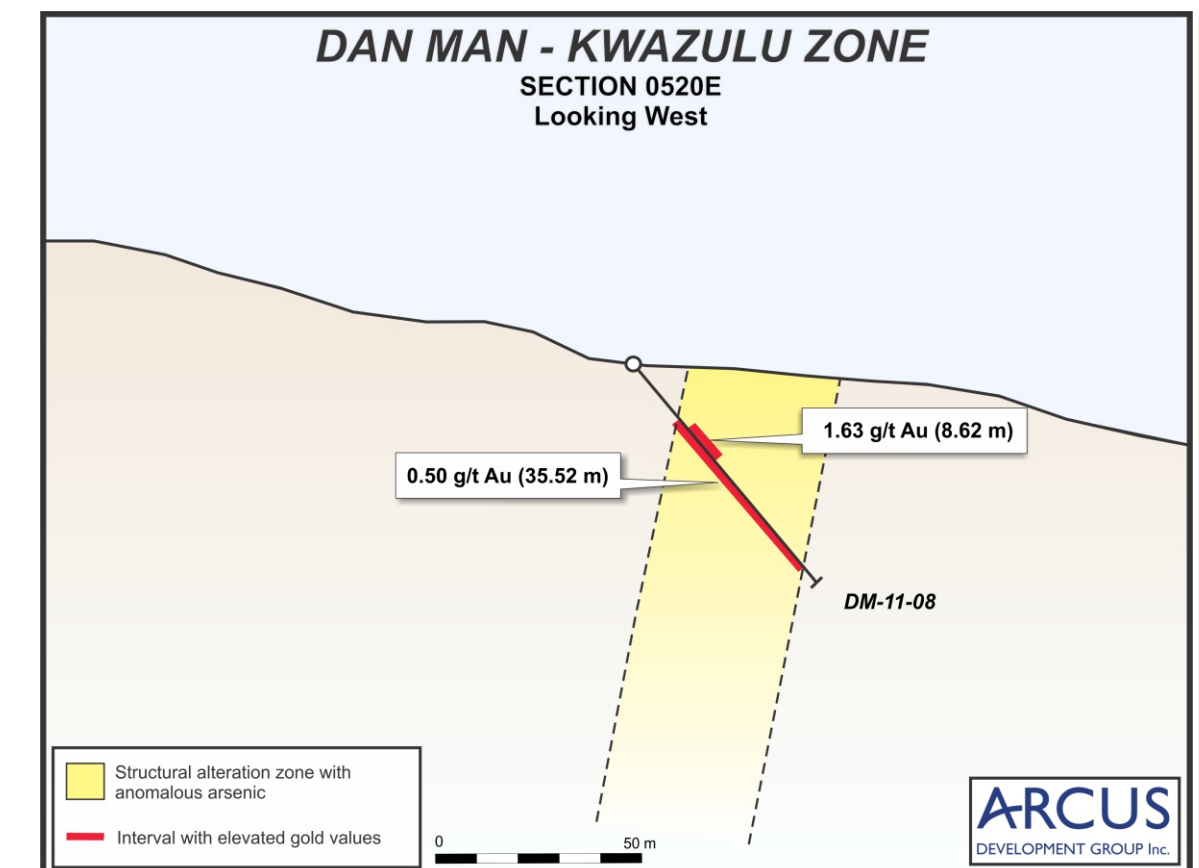 DAN MAN - KWAZULU ZONE
SECTION 0520E
Looking West
1.63 g/t Au (8.62 m)
0.50 g/t Au (35.52 m)
DM-11-08
Structural alteration zone with
anomalous arsenic
Interval with elevated gold values
0 50 m
ARCUS
DEVELOPMENT GROUP Inc.